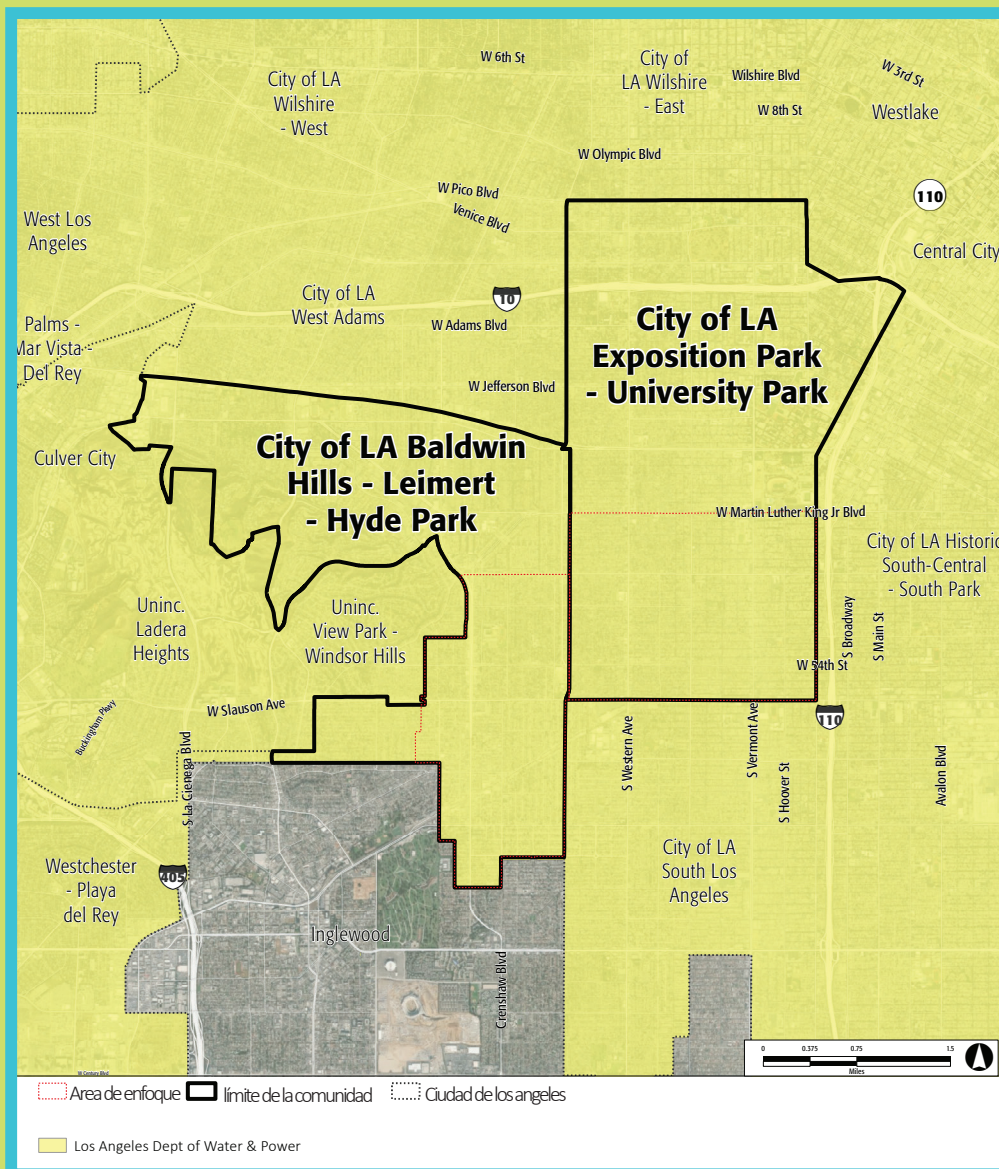 W 6th St
City of
LA Wilshire
- East
Wilshire Blvd
W 3rd St
City of LA
Wilshire
- West
W 8th St
Westlake
W Olympic Blvd
W Pico Blvd
Venice Blvd
110
West Los
Angeles
Central City
City of LA
West Adams
10
W Adams Blvd
City of LA
Exposition Park
- University Park
Palms -
Mar Vista -
Del Rey
W Jefferson Blvd
Culver City
City of LA Baldwin
Hills - Leimert
- Hyde Park
W Martin Luther King Jr Blvd
City of LA Historic
South-Central
- South Park
Uninc.
Ladera
Heights
Uninc.
View Park -
Windsor Hills
S Broadway
S Main St
W 54th St
W Slauson Ave
Buckingham Pkwy
S La Cienega Blvd
110
S Western Ave
S Vermont Ave
S Hoover St
Avalon Blvd
City of LA
South Los
Angeles
Westchester
- Playa
del Rey
405
Inglewood
Crenshaw Blvd
W Century Blvd
0 0.375 0.75 1.5
Miles
Area de enfoque
límite de la comunidad
Ciudad de los angeles
Los Angeles Dept of Water & Power